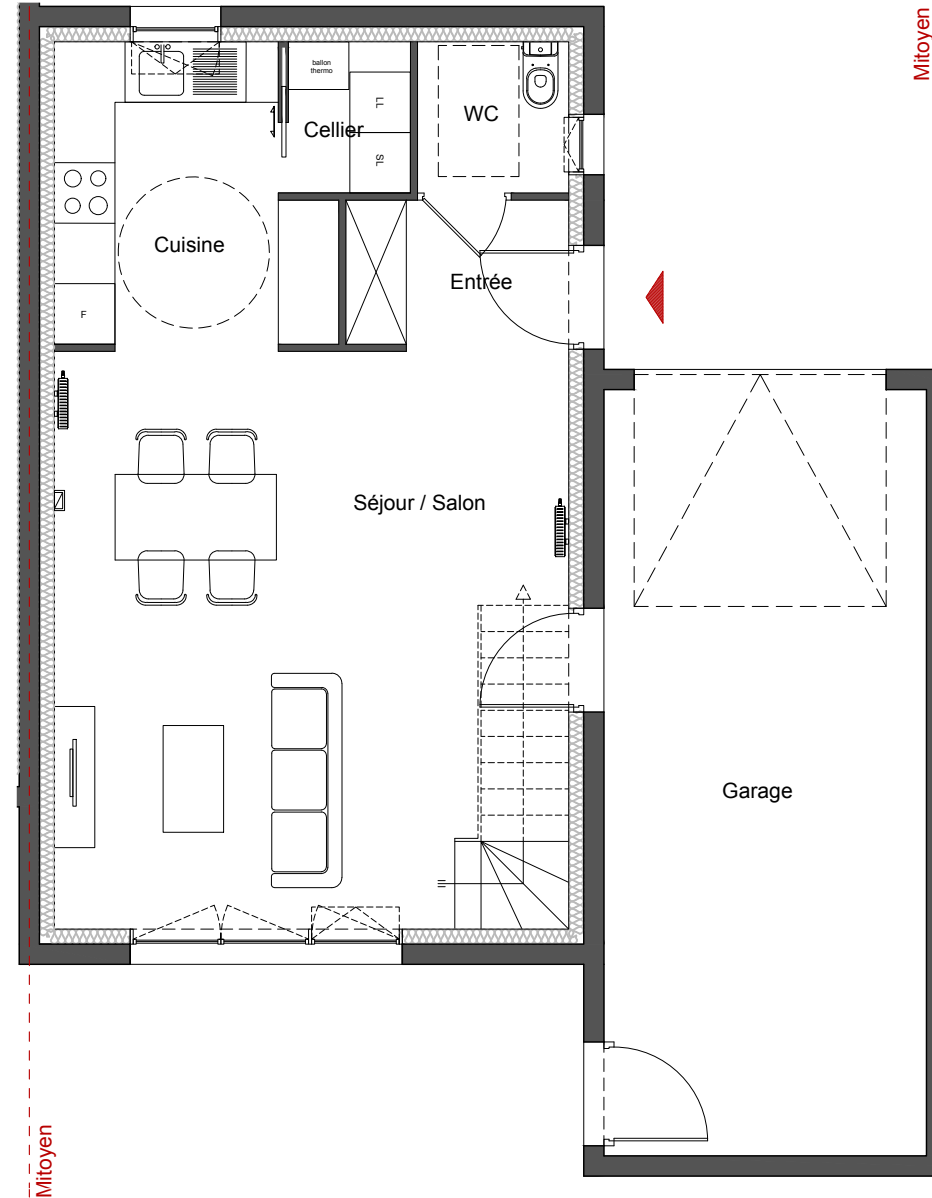 Mitoyen
ballon
thermo
LL
WC
Cellier
SL
Cuisine
Entrée
F
Séjour / Salon
Garage
Mitoyen